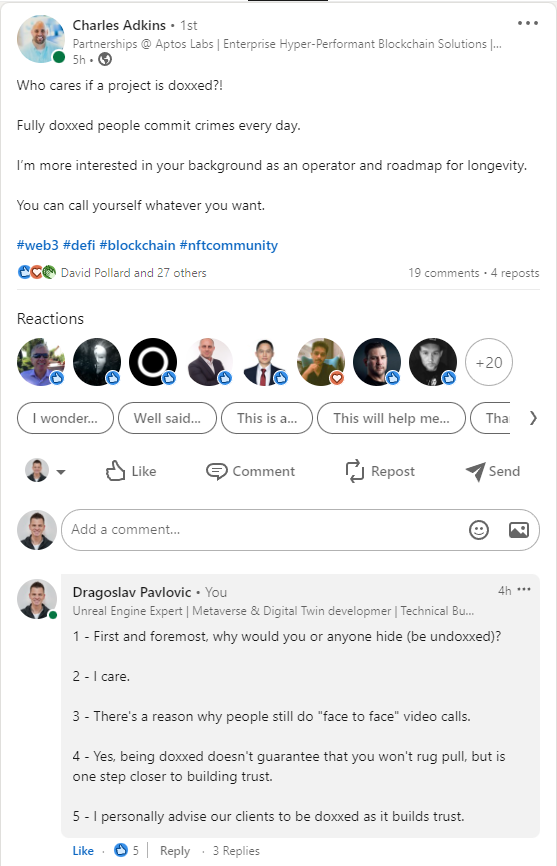 Charles Adkins • 1st
Partnerships @ Aptos Labs | Enterprise Hyper-Performant Blockchain Solutions |...
5h •
Who cares if a project is doxxed?!
Fully doxxed people commit crimes every day.
I'm more interested in your background as an operator and roadmap for longevity.
You can call yourself whatever you want.
#web3 #defi #blockchain #nftcommunity
David Pollard and 27 others 19 comments • 4 reposts
Reactions
+20
I wonder... Well said... This is a... This will help me... Tha
Like Comment Repost Send
Add a comment...
Dragoslav Pavlovic • You 4h
Unreal Engine Expert | Metaverse & Digital Twin developmer | Technical Bu...
1 - First and foremost, why would you or anyone hide (be undoxxed)?
2 - I care.
3 - There's a reason why people still do "face to face" video calls.
4 - Yes, being doxxed doesn't guarantee that you won't rug pull, but is
one step closer to building trust.
5 - I personally advise our clients to be doxxed as it builds trust.
Like · 5 | Reply · 3 Replies